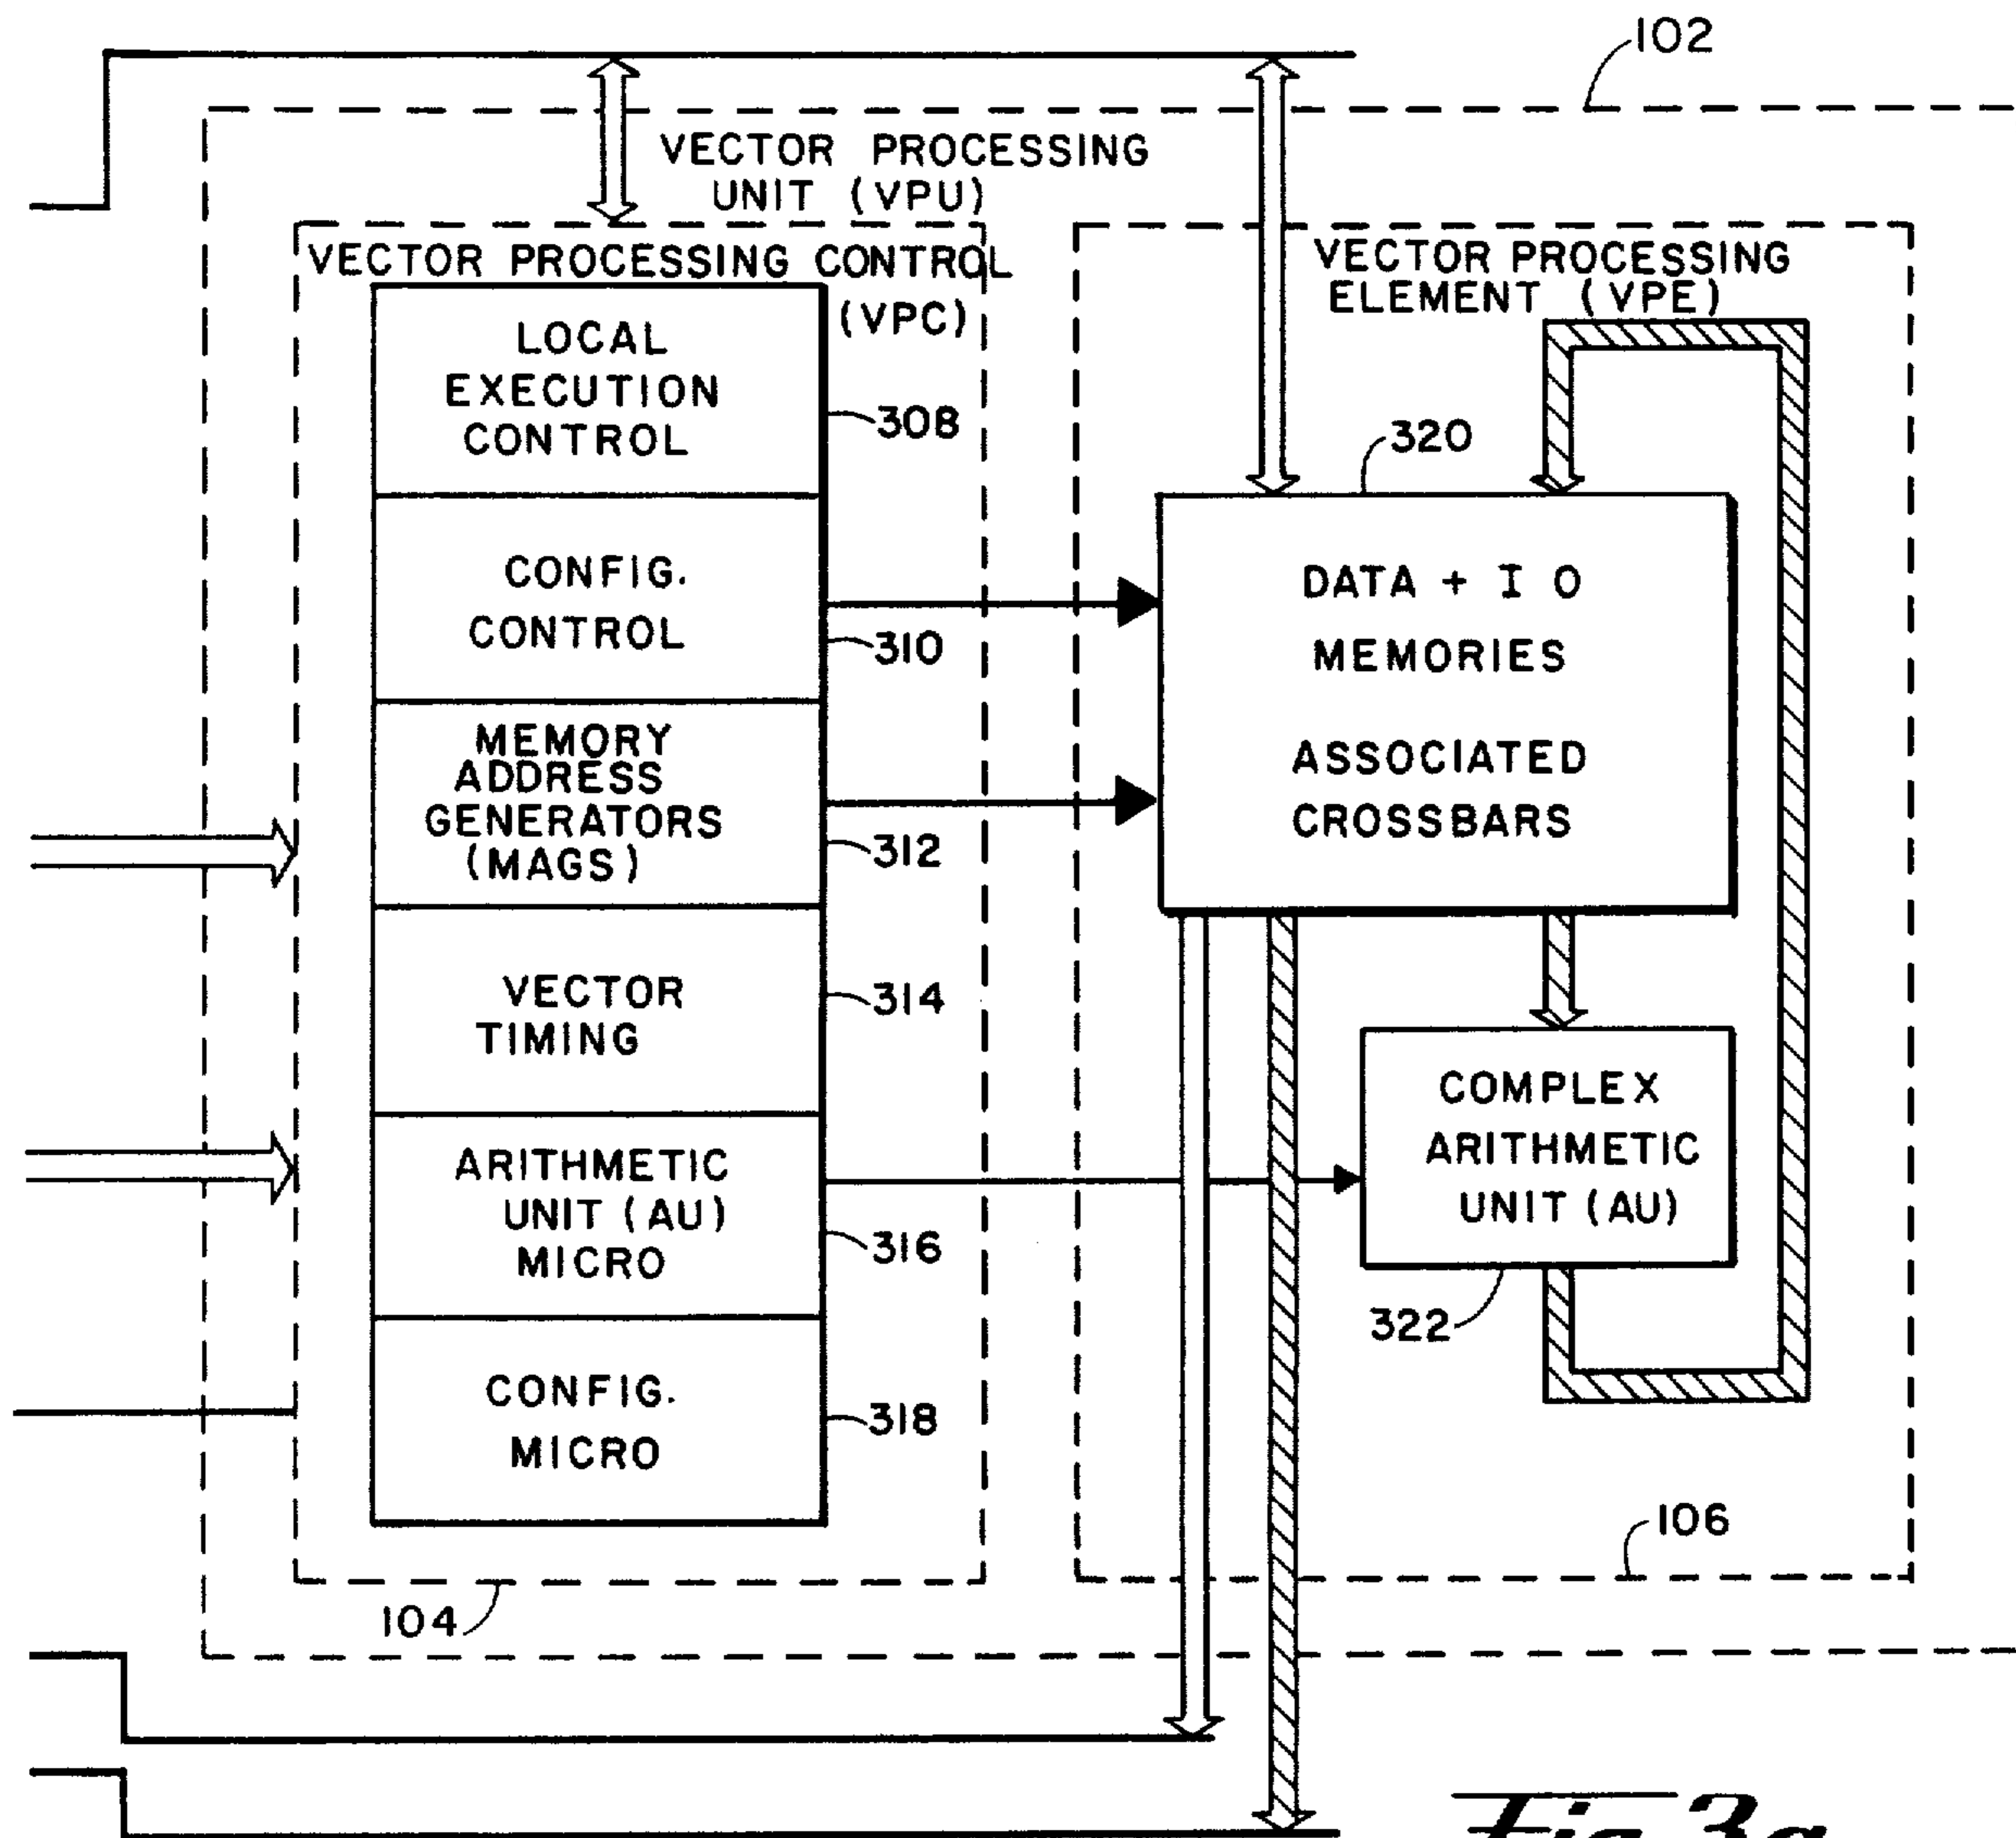 102
VECTOR PROCESSING
UNIT (VPU)
VECTOR PROCESSING CONTROL
(VPC)
LOCAL
EXECUTION
CONTROL
308
CONFIG.
CONTROL
310
MEMORY
ADDRESS
GENERATORS
(MAGS)
312
VECTOR
TIMING
314
ARITHMETIC
UNIT (AU)
MICRO
316
CONFIG.
MICRO
318
104
VECTOR PROCESSING
ELEMENT (VPE)
320
DATA + I O
MEMORIES
ASSOCIATED
CROSSBARS
COMPLEX
ARITHMETIC
UNIT (AU)
322
106
Fig 3a